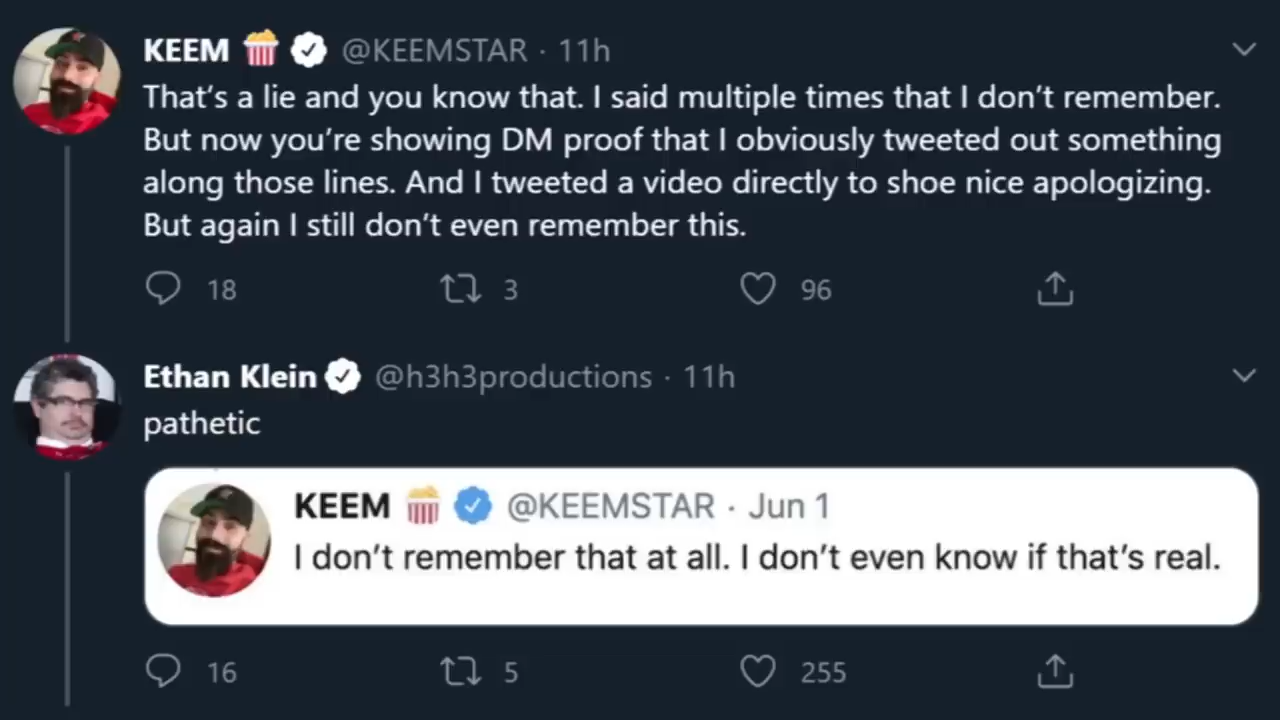 KEEM 🍿 @KEEMSTAR · 11h
That's a lie and you know that. I said multiple times that I don't remember.
But now you're showing DM proof that I obviously tweeted out something
along those lines. And I tweeted a video directly to shoe nice apologizing.
But again I still don't even remember this.
18 3 96
Ethan Klein @h3h3productions · 11h
pathetic
KEEM 🍿 @KEEMSTAR · Jun 1
I don't remember that at all. I don't even know if that's real.
16 5 255